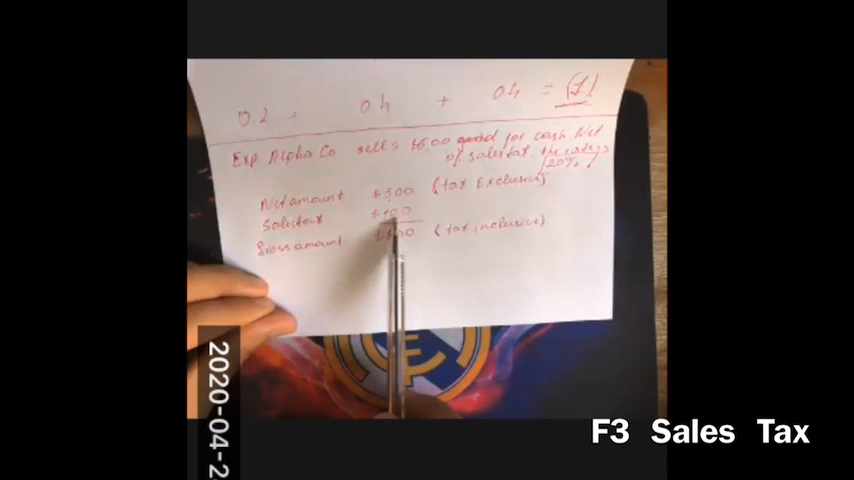 0.2 + 0.4 + 0.4 = (1)
Exp Alpha Co sells $500 good for cash Net
of sales tax. the rate is
20%
Net amount $500 (tax Exclusive)
Sales tax $100
Gross amount $600 (tax inclusive)
2020-04-2
F3 Sales Tax